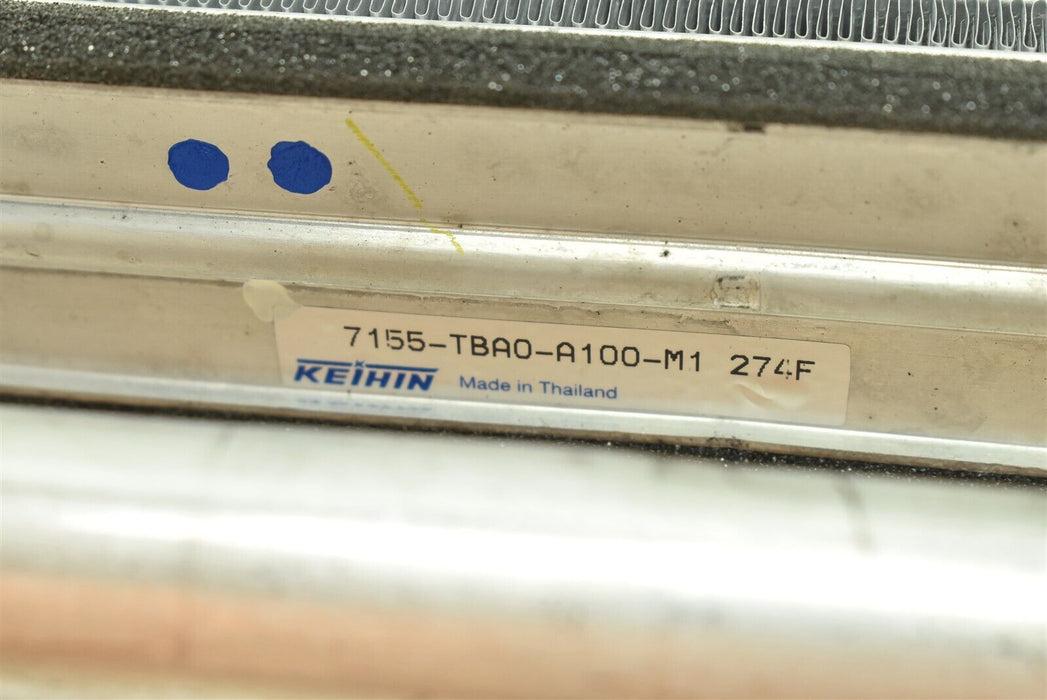 7155-TBA0-A100-M1 274F
KEIHIN Made in Thailand